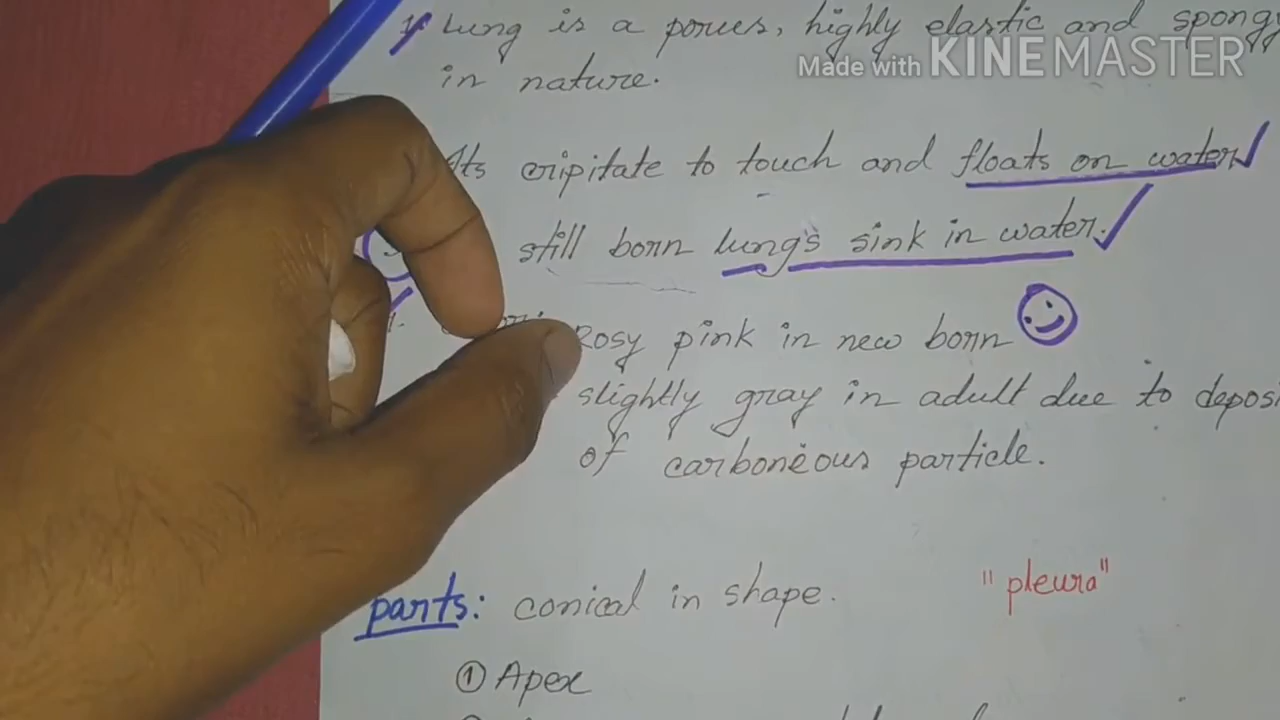 1 Lung is a porues, highly elastic and spongy
Made with KINEMASTER
in nature.
Its cripitate to touch and floats on water
still born lung's sink in water.
Rosy pink in new born
slightly gray in adult due to deposi
of carboneous particle.
parts: conical in shape. "pleura"
① Apex